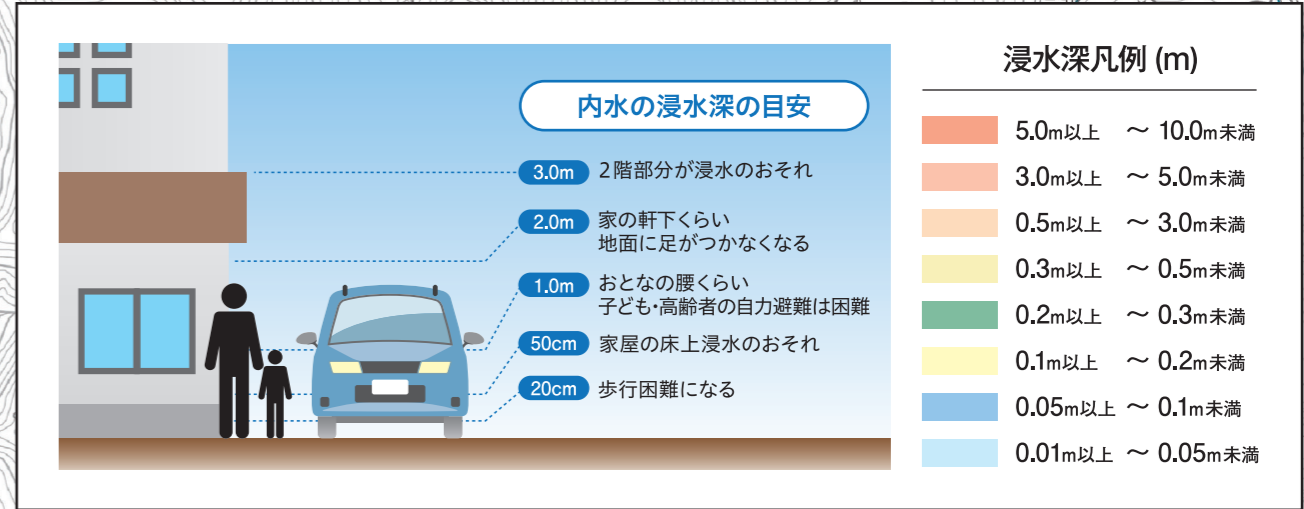 内水の浸水深の目安
3.0m 2階部分が浸水のおそれ
2.0m 家の軒下くらい
地面に足がつかなくなる
1.0m おとなの腰くらい
子ども・高齢者の自力避難は困難
50cm 家屋の床上浸水のおそれ
20cm 歩行困難になる
浸水深凡例 (m)
5.0m以上 ～ 10.0m未満
3.0m以上 ～ 5.0m未満
0.5m以上 ～ 3.0m未満
0.3m以上 ～ 0.5m未満
0.2m以上 ～ 0.3m未満
0.1m以上 ～ 0.2m未満
0.05m以上 ～ 0.1m未満
0.01m以上 ～ 0.05m未満